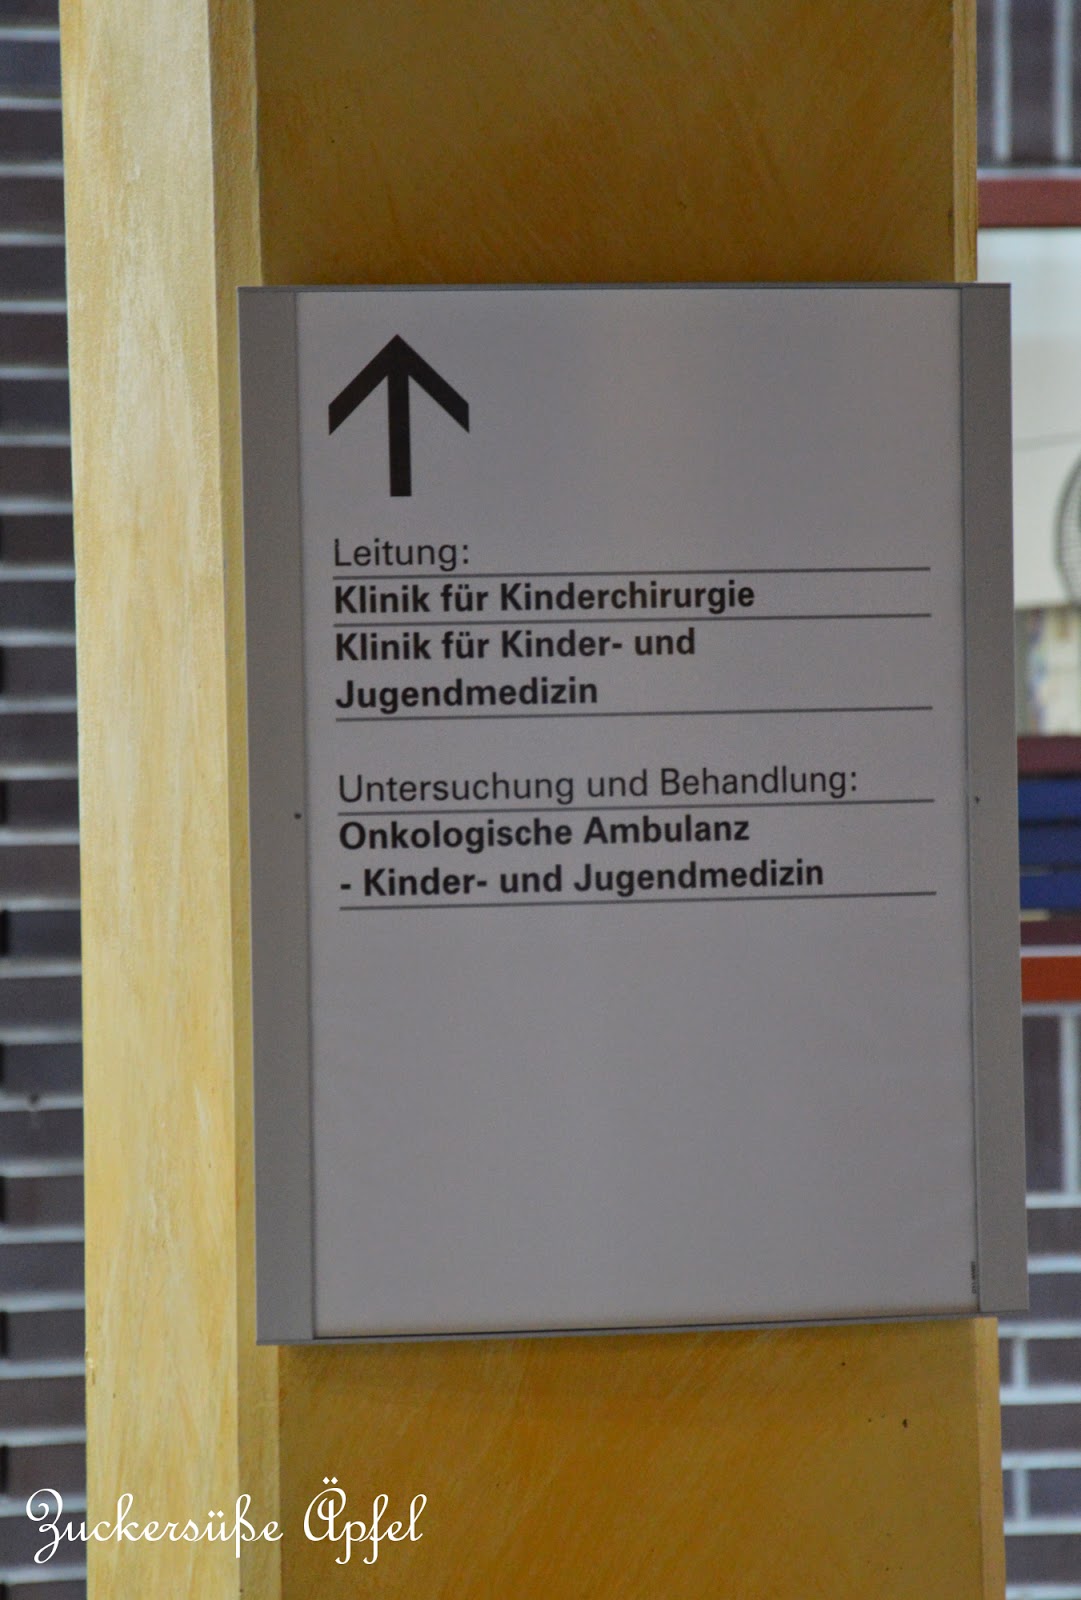 Leitung:
Klinik für Kinderchirurgie
Klinik für Kinder- und
Jugendmedizin
Untersuchung und Behandlung:
Onkologische Ambulanz
- Kinder- und Jugendmedizin
Zuckersüße Äpfel